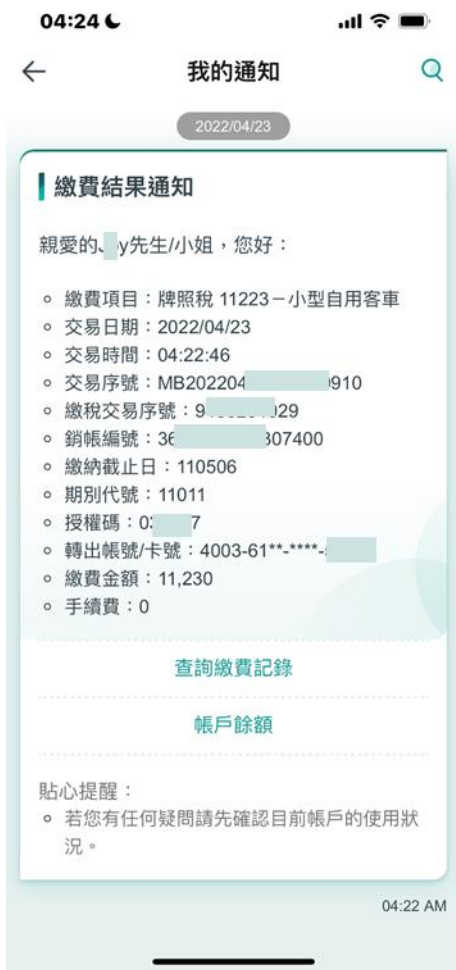 04:24
我的通知
2022/04/23
繳費結果通知
親愛的J y先生/小姐，您好：
繳費項目：牌照稅 11223－小型自用客車
交易日期：2022/04/23
交易時間：04:22:46
交易序號：MB202204 910
繳稅交易序號：9 29
銷帳編號：36 307400
繳納截止日：110506
期別代號：11011
授權碼：03 7
轉出帳號/卡號：4003-61**-****-
繳費金額：11,230
手續費：0
查詢繳費記錄
帳戶餘額
貼心提醒：
若您有任何疑問請先確認目前帳戶的使用狀
況。
04:22 AM